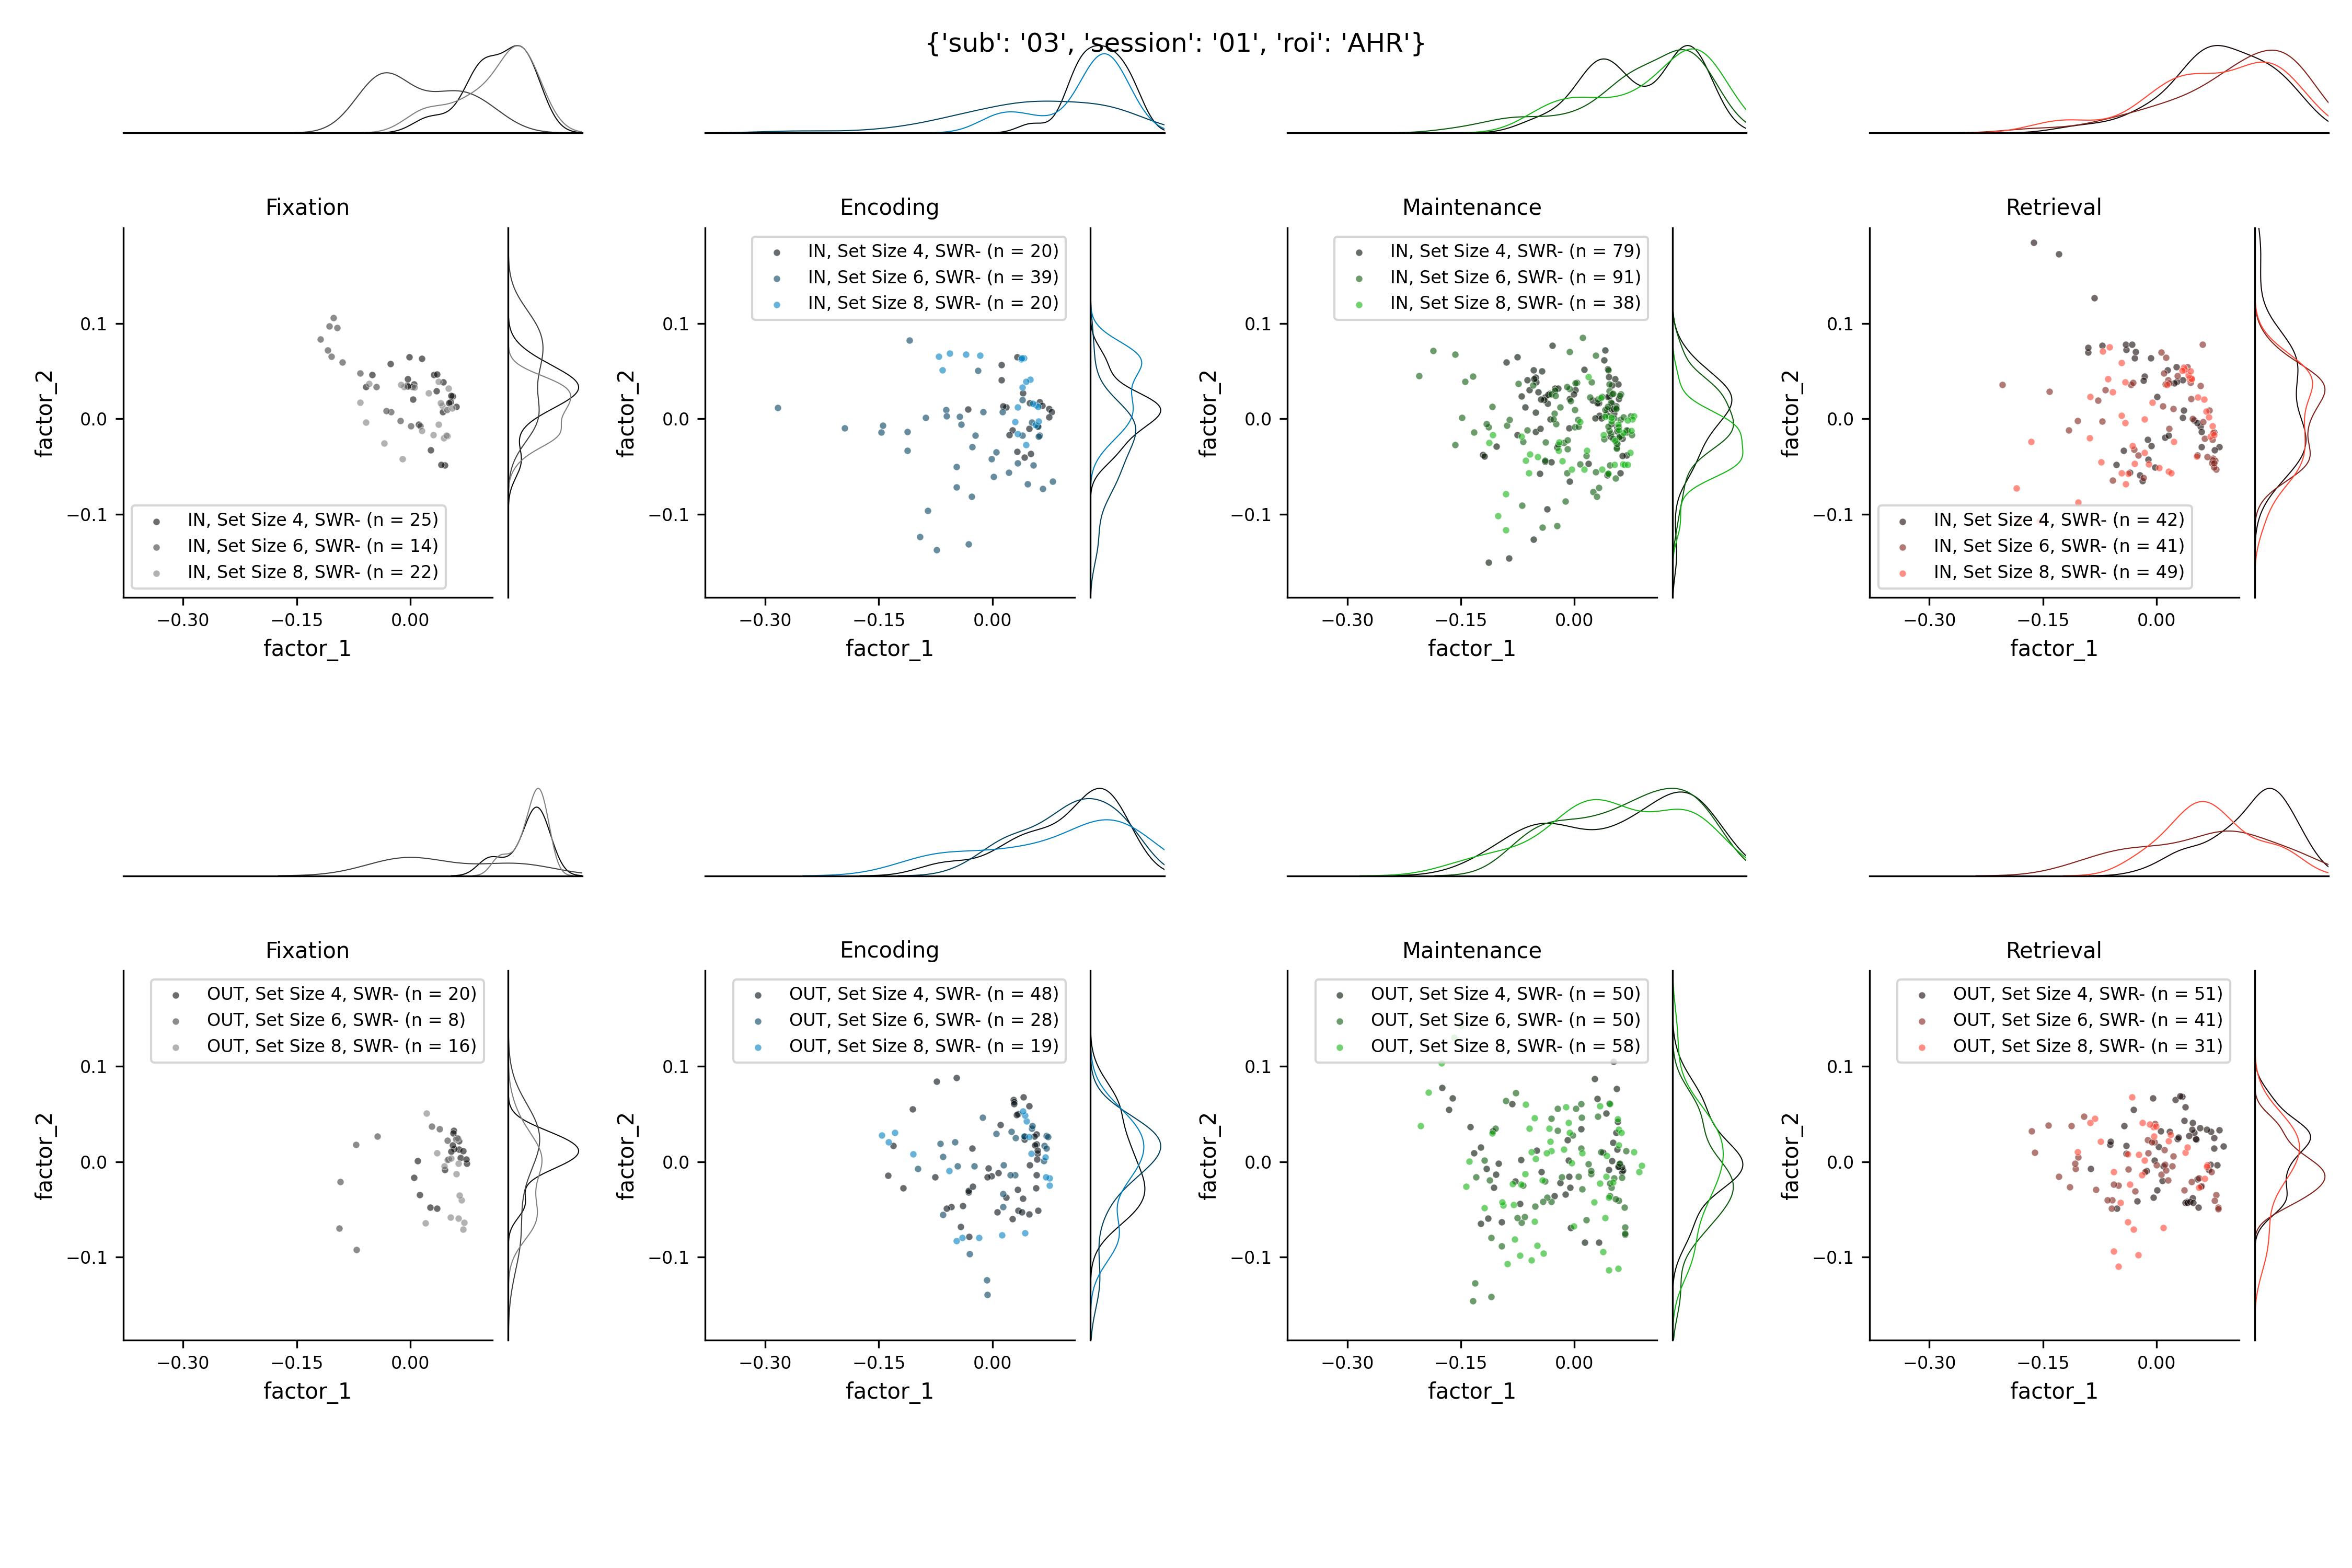 {'sub': '03', 'session': '01', 'roi': 'AHR'}
Fixation
0.1
0.0
−0.1
factor_2
IN, Set Size 4, SWR- (n = 25)
IN, Set Size 6, SWR- (n = 14)
IN, Set Size 8, SWR- (n = 22)
−0.30
−0.15
0.00
factor_1
Encoding
IN, Set Size 4, SWR- (n = 20)
IN, Set Size 6, SWR- (n = 39)
IN, Set Size 8, SWR- (n = 20)
0.1
0.0
−0.1
factor_2
−0.30
−0.15
0.00
factor_1
Maintenance
IN, Set Size 4, SWR- (n = 79)
IN, Set Size 6, SWR- (n = 91)
IN, Set Size 8, SWR- (n = 38)
0.1
0.0
−0.1
factor_2
−0.30
−0.15
0.00
factor_1
Retrieval
0.1
0.0
−0.1
factor_2
IN, Set Size 4, SWR- (n = 42)
IN, Set Size 6, SWR- (n = 41)
IN, Set Size 8, SWR- (n = 49)
−0.30
−0.15
0.00
factor_1
Fixation
OUT, Set Size 4, SWR- (n = 20)
OUT, Set Size 6, SWR- (n = 8)
OUT, Set Size 8, SWR- (n = 16)
0.1
0.0
−0.1
factor_2
−0.30
−0.15
0.00
factor_1
Encoding
OUT, Set Size 4, SWR- (n = 48)
OUT, Set Size 6, SWR- (n = 28)
OUT, Set Size 8, SWR- (n = 19)
0.1
0.0
−0.1
factor_2
−0.30
−0.15
0.00
factor_1
Maintenance
OUT, Set Size 4, SWR- (n = 50)
OUT, Set Size 6, SWR- (n = 50)
OUT, Set Size 8, SWR- (n = 58)
0.1
0.0
−0.1
factor_2
−0.30
−0.15
0.00
factor_1
Retrieval
OUT, Set Size 4, SWR- (n = 51)
OUT, Set Size 6, SWR- (n = 41)
OUT, Set Size 8, SWR- (n = 31)
0.1
0.0
−0.1
factor_2
−0.30
−0.15
0.00
factor_1